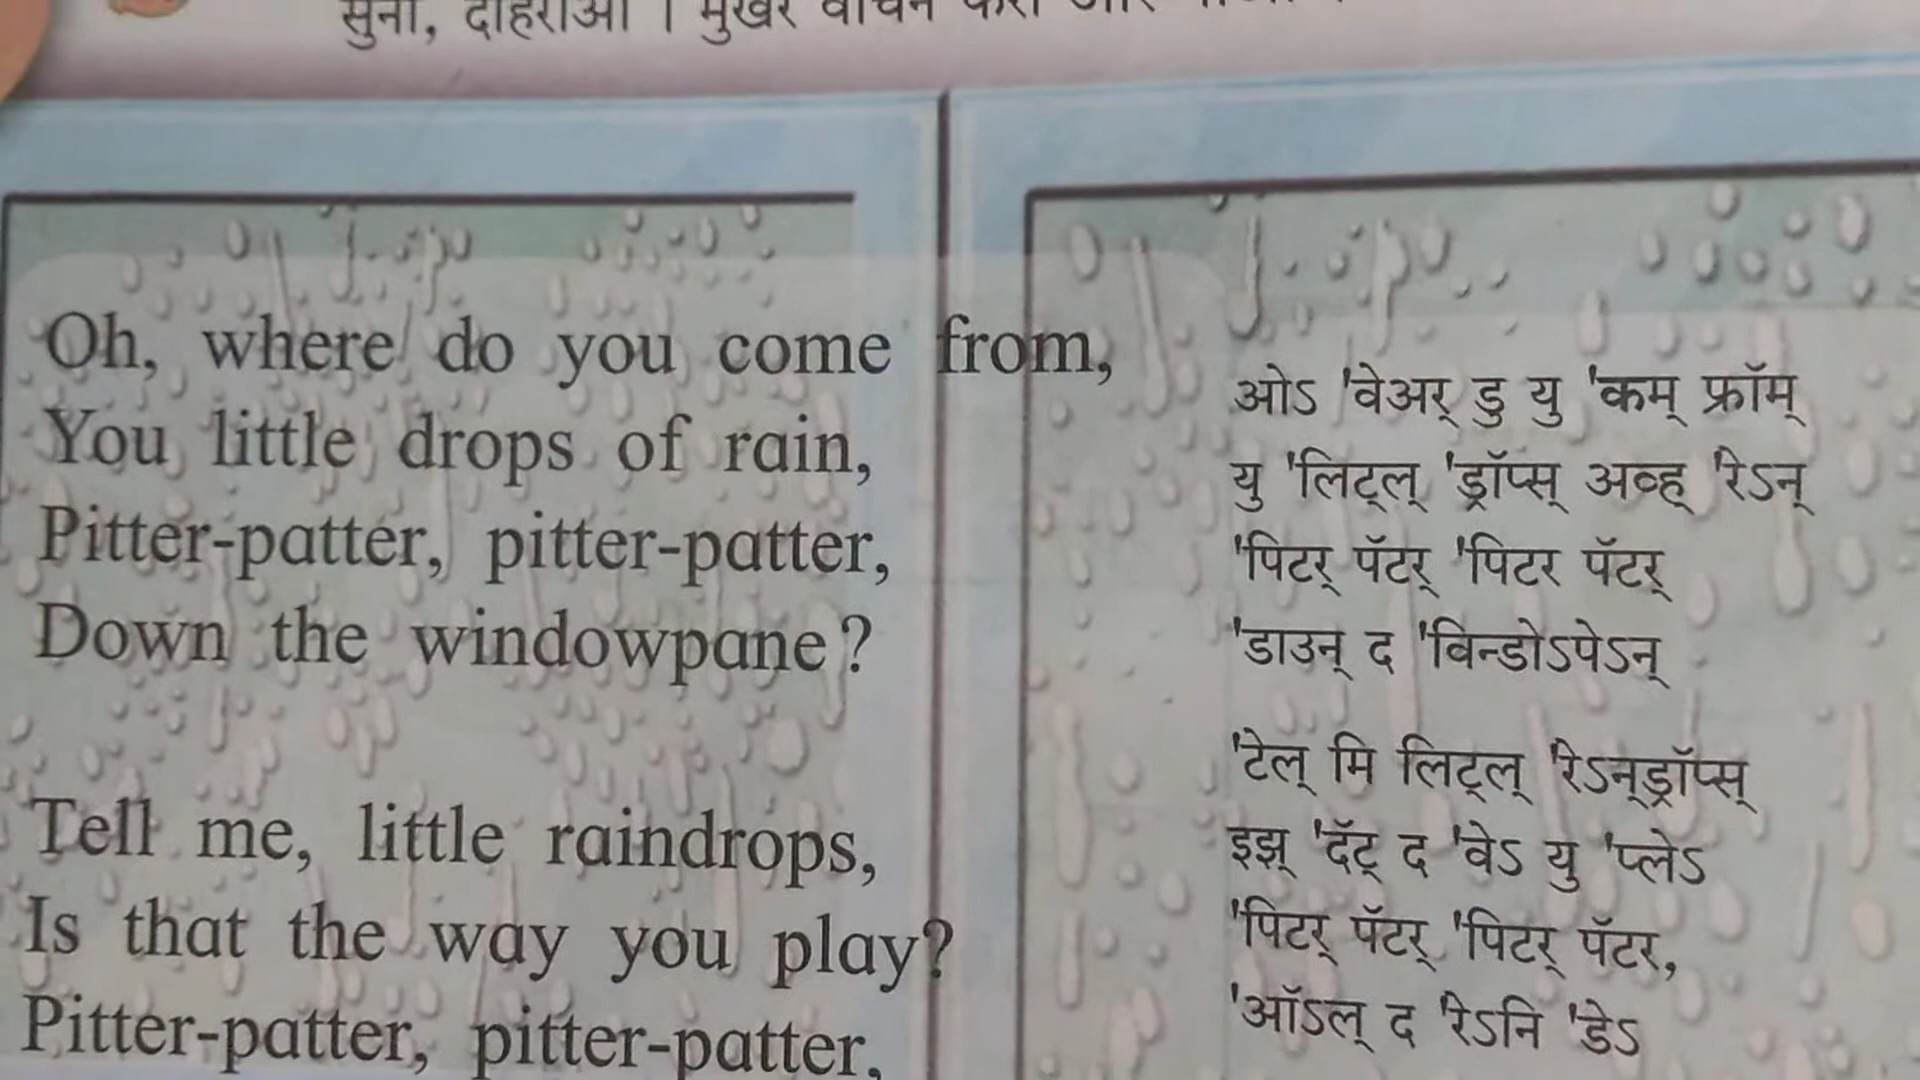 सुनो, दोहराओ । मुखर वाचन करो और
Oh, where do you come from,
You little drops of rain,
Pitter-patter, pitter-patter,
Down the windowpane?
Tell me, little raindrops,
Is that the way you play?
Pitter-patter, pitter-patter,
ओऽ 'वेअर् डु यु 'कम् फ्रॉम्
यु 'लिट्ल् 'ड्रॉप्स् अव्ह् 'रेऽन्
'पिटर् पॅटर् 'पिटर पॅटर्
'डाउन् द 'विन्डोऽपेऽन्
'टेल् मि लिट्ल् 'रेऽन्ड्रॉप्स्
इझ् 'दॅट् द 'वेऽ यु 'प्लेऽ
'पिटर् पॅटर् 'पिटर् पॅटर,
'ऑऽल् द 'रेऽनि 'डेऽ